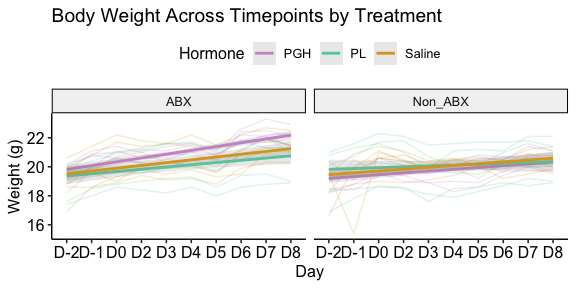 Body Weight Across Timepoints by Treatment
Hormone PGH PL Saline
ABX Non_ABX
Weight (g)
22
20
18
16
D-2 D-1 D0 D2 D3 D4 D5 D6 D7 D8 D-2 D-1 D0 D2 D3 D4 D5 D6 D7 D8
Day